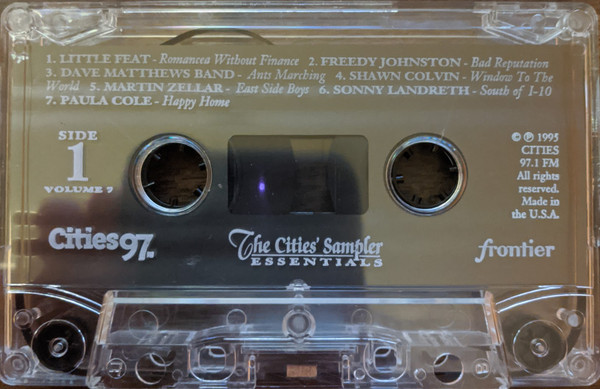 1. LITTLE FEAT - Romancea Without Finance 2. FREEDY JOHNSTON - Bad Reputation
3. DAVE MATTHEWS BAND - Ants Marching 4. SHAWN COLVIN - Window To The
World 5. MARTIN ZELLAR - East Side Boys 6. SONNY LANDRETH - South of I-10
7. PAULA COLE - Happy Home
SIDE
1
VOLUME 7
© ℗ 1995
CITIES
97.1 FM
All rights
reserved.
Made in
the U.S.A.
Cities97.
The Cities' Sampler
ESSENTIALS
frontier